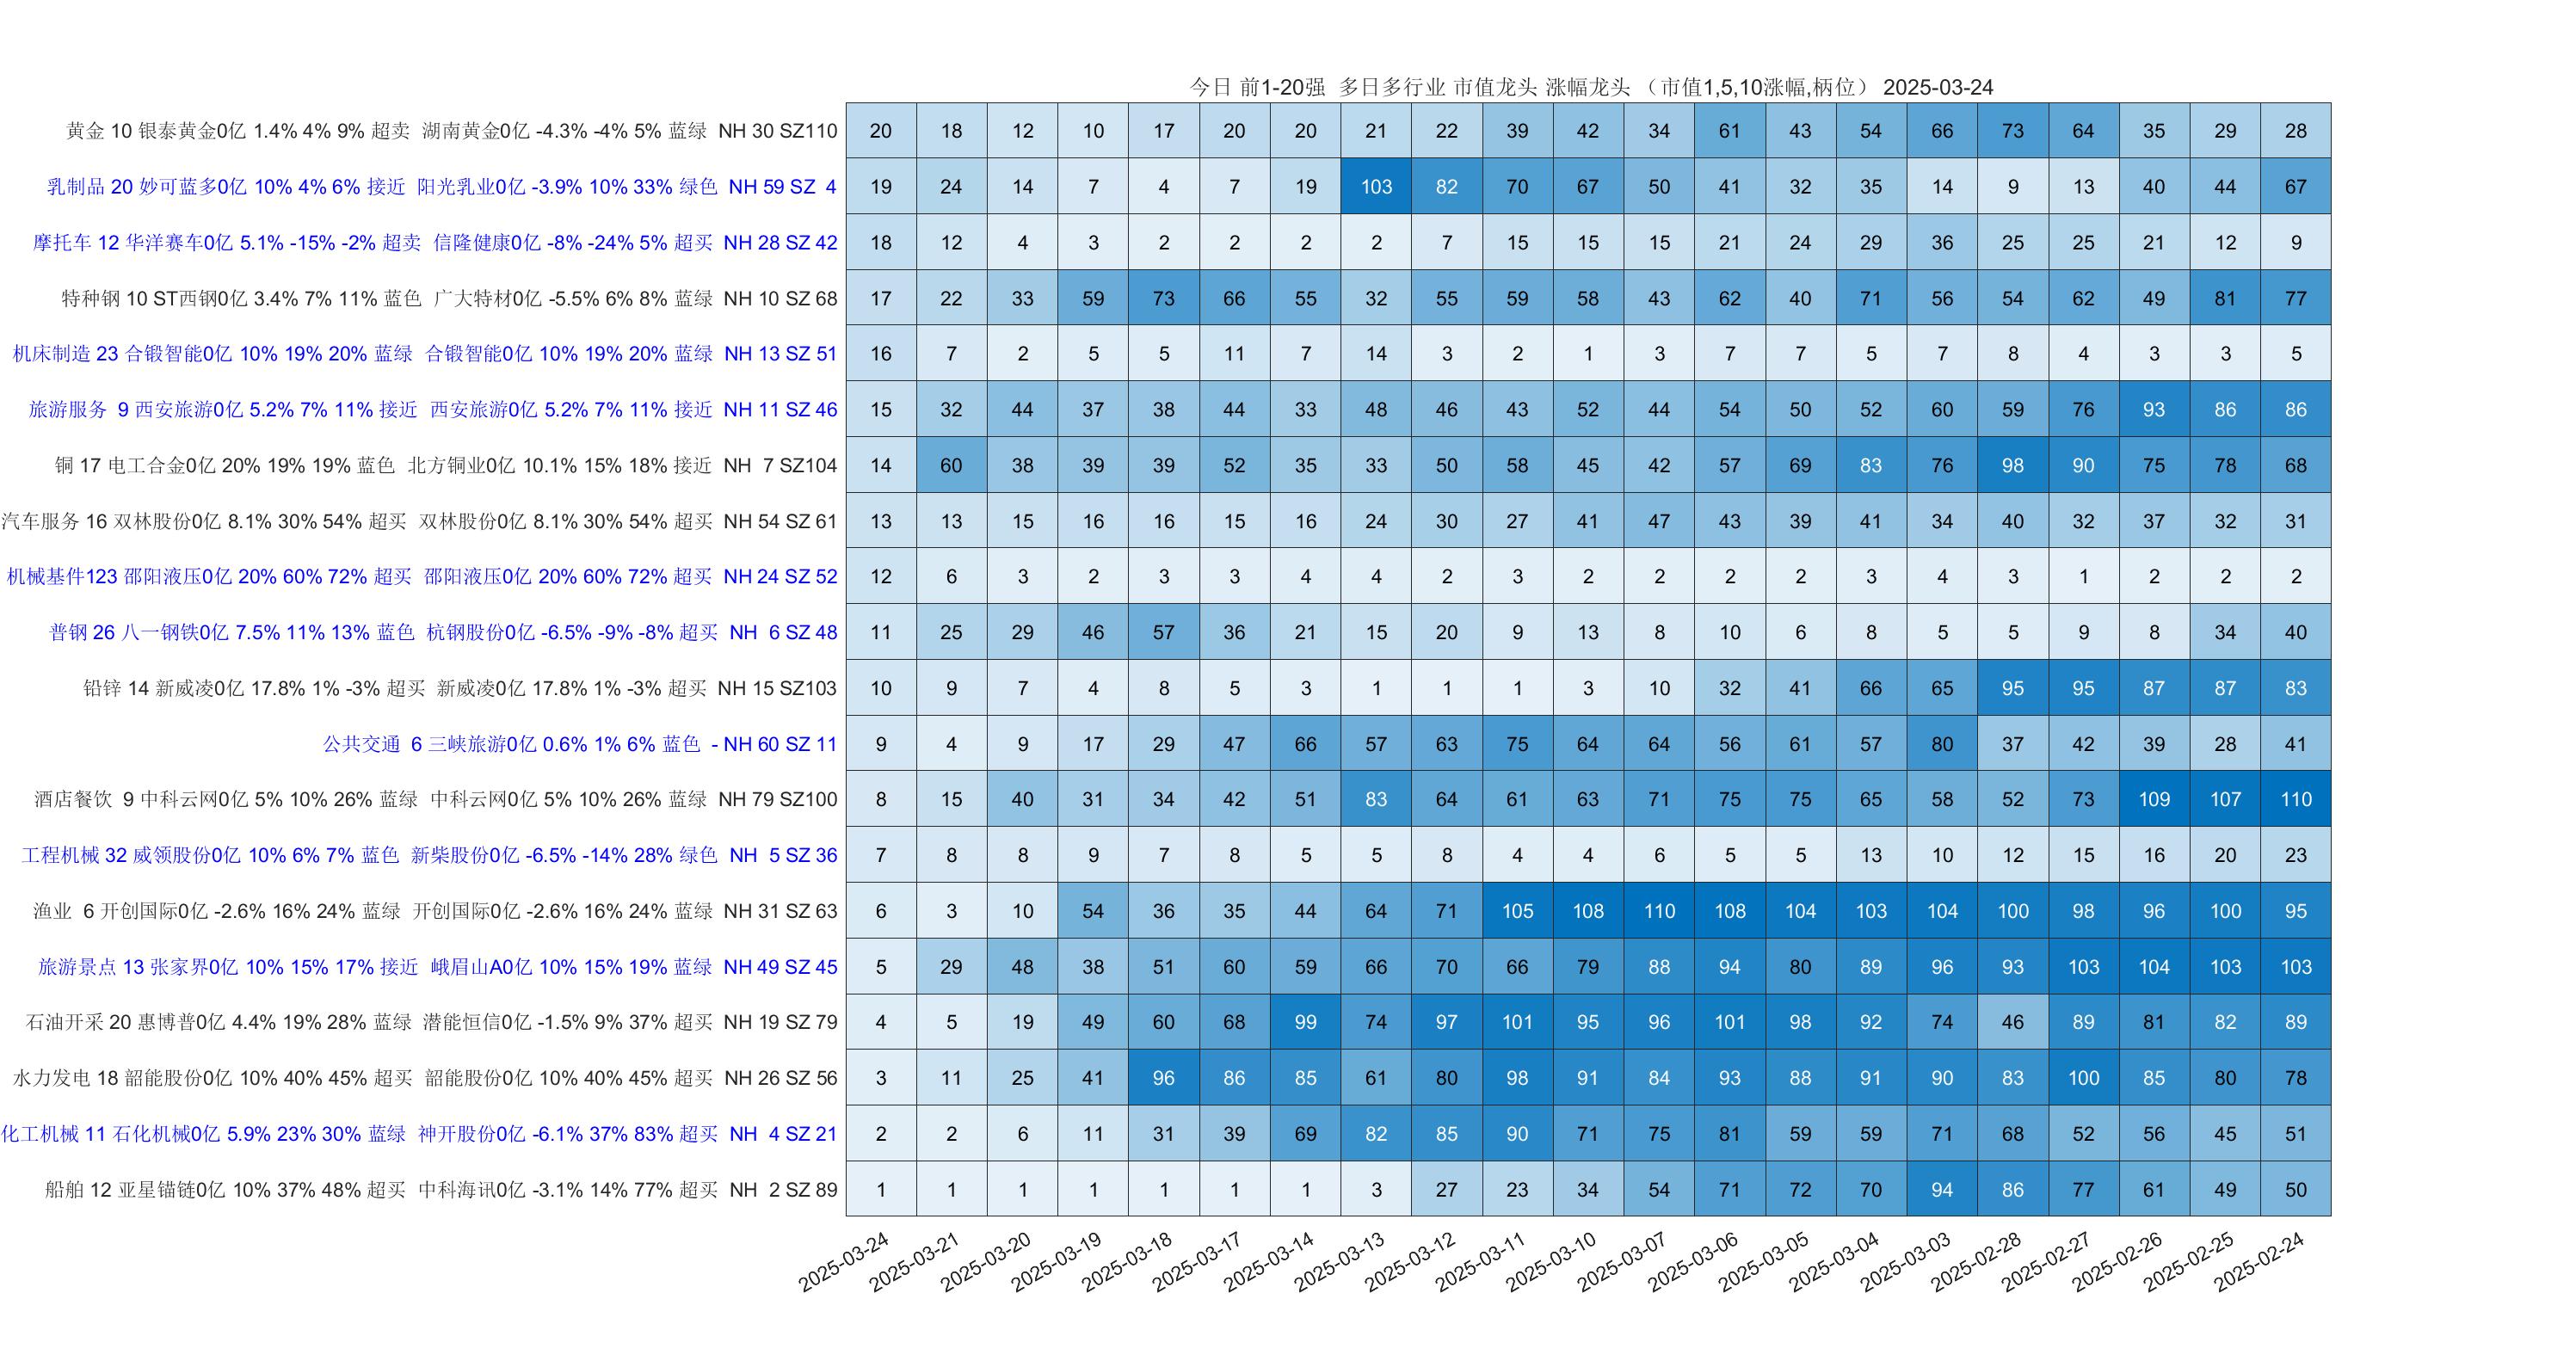 今日 前1-20强 多日多行业 市值龙头 涨幅龙头 （市值1,5,10涨幅,柄位） 2025-03-24
黄金 10 银泰黄金0亿 1.4% 4% 9% 超卖 湖南黄金0亿 -4.3% -4% 5% 蓝绿 NH 30 SZ110 20 18 12 10 17 20 20 21 22 39 42 34 61 43 54 66 73 64 35 29 28
乳制品 20 妙可蓝多0亿 10% 4% 6% 接近 阳光乳业0亿 -3.9% 10% 33% 绿色 NH 59 SZ 4 19 24 14 7 4 7 19 103 82 70 67 50 41 32 35 14 9 13 40 44 67
摩托车 12 华洋赛车0亿 5.1% -15% -2% 超卖 信隆健康0亿 -8% -24% 5% 超买 NH 28 SZ 42 18 12 4 3 2 2 2 2 7 15 15 15 21 24 29 36 25 25 21 12 9
特种钢 10 ST西钢0亿 3.4% 7% 11% 蓝色 广大特材0亿 -5.5% 6% 8% 蓝绿 NH 10 SZ 68 17 22 33 59 73 66 55 32 55 59 58 43 62 40 71 56 54 62 49 81 77
机床制造 23 合锻智能0亿 10% 19% 20% 蓝绿 合锻智能0亿 10% 19% 20% 蓝绿 NH 13 SZ 51 16 7 2 5 5 11 7 14 3 2 1 3 7 7 5 7 8 4 3 3 5
旅游服务 9 西安旅游0亿 5.2% 7% 11% 接近 西安旅游0亿 5.2% 7% 11% 接近 NH 11 SZ 46 15 32 44 37 38 44 33 48 46 43 52 44 54 50 52 60 59 76 93 86 86
铜 17 电工合金0亿 20% 19% 19% 蓝色 北方铜业0亿 10.1% 15% 18% 接近 NH 7 SZ104 14 60 38 39 39 52 35 33 50 58 45 42 57 69 83 76 98 90 75 78 68
汽车服务 16 双林股份0亿 8.1% 30% 54% 超买 双林股份0亿 8.1% 30% 54% 超买 NH 54 SZ 61 13 13 15 16 16 15 16 24 30 27 41 47 43 39 41 34 40 32 37 32 31
机械基件123 邵阳液压0亿 20% 60% 72% 超买 邵阳液压0亿 20% 60% 72% 超买 NH 24 SZ 52 12 6 3 2 3 3 4 4 2 3 2 2 2 2 3 4 3 1 2 2 2
普钢 26 八一钢铁0亿 7.5% 11% 13% 蓝色 杭钢股份0亿 -6.5% -9% -8% 超买 NH 6 SZ 48 11 25 29 46 57 36 21 15 20 9 13 8 10 6 8 5 5 9 8 34 40
铅锌 14 新威凌0亿 17.8% 1% -3% 超买 新威凌0亿 17.8% 1% -3% 超买 NH 15 SZ103 10 9 7 4 8 5 3 1 1 1 3 10 32 41 66 65 95 95 87 87 83
公共交通 6 三峡旅游0亿 0.6% 1% 6% 蓝色 - NH 60 SZ 11 9 4 9 17 29 47 66 57 63 75 64 64 56 61 57 80 37 42 39 28 41
酒店餐饮 9 中科云网0亿 5% 10% 26% 蓝绿 中科云网0亿 5% 10% 26% 蓝绿 NH 79 SZ100 8 15 40 31 34 42 51 83 64 61 63 71 75 75 65 58 52 73 109 107 110
工程机械 32 威领股份0亿 10% 6% 7% 蓝色 新柴股份0亿 -6.5% -14% 28% 绿色 NH 5 SZ 36 7 8 8 9 7 8 5 5 8 4 4 6 5 5 13 10 12 15 16 20 23
渔业 6 开创国际0亿 -2.6% 16% 24% 蓝绿 开创国际0亿 -2.6% 16% 24% 蓝绿 NH 31 SZ 63 6 3 10 54 36 35 44 64 71 105 108 110 108 104 103 104 100 98 96 100 95
旅游景点 13 张家界0亿 10% 15% 17% 接近 峨眉山A0亿 10% 15% 19% 蓝绿 NH 49 SZ 45 5 29 48 38 51 60 59 66 70 66 79 88 94 80 89 96 93 103 104 103 103
石油开采 20 惠博普0亿 4.4% 19% 28% 蓝绿 潜能恒信0亿 -1.5% 9% 37% 超买 NH 19 SZ 79 4 5 19 49 60 68 99 74 97 101 95 96 101 98 92 74 46 89 81 82 89
水力发电 18 韶能股份0亿 10% 40% 45% 超买 韶能股份0亿 10% 40% 45% 超买 NH 26 SZ 56 3 11 25 41 96 86 85 61 80 98 91 84 93 88 91 90 83 100 85 80 78
化工机械 11 石化机械0亿 5.9% 23% 30% 蓝绿 神开股份0亿 -6.1% 37% 83% 超买 NH 4 SZ 21 2 2 6 11 31 39 69 82 85 90 71 75 81 59 59 71 68 52 56 45 51
船舶 12 亚星锚链0亿 10% 37% 48% 超买 中科海讯0亿 -3.1% 14% 77% 超买 NH 2 SZ 89 1 1 1 1 1 1 1 3 27 23 34 54 71 72 70 94 86 77 61 49 50
2025-03-24 2025-03-21 2025-03-20 2025-03-19 2025-03-18 2025-03-17 2025-03-14 2025-03-13 2025-03-12 2025-03-11 2025-03-10 2025-03-07 2025-03-06 2025-03-05 2025-03-04 2025-03-03 2025-02-28 2025-02-27 2025-02-26 2025-02-25 2025-02-24